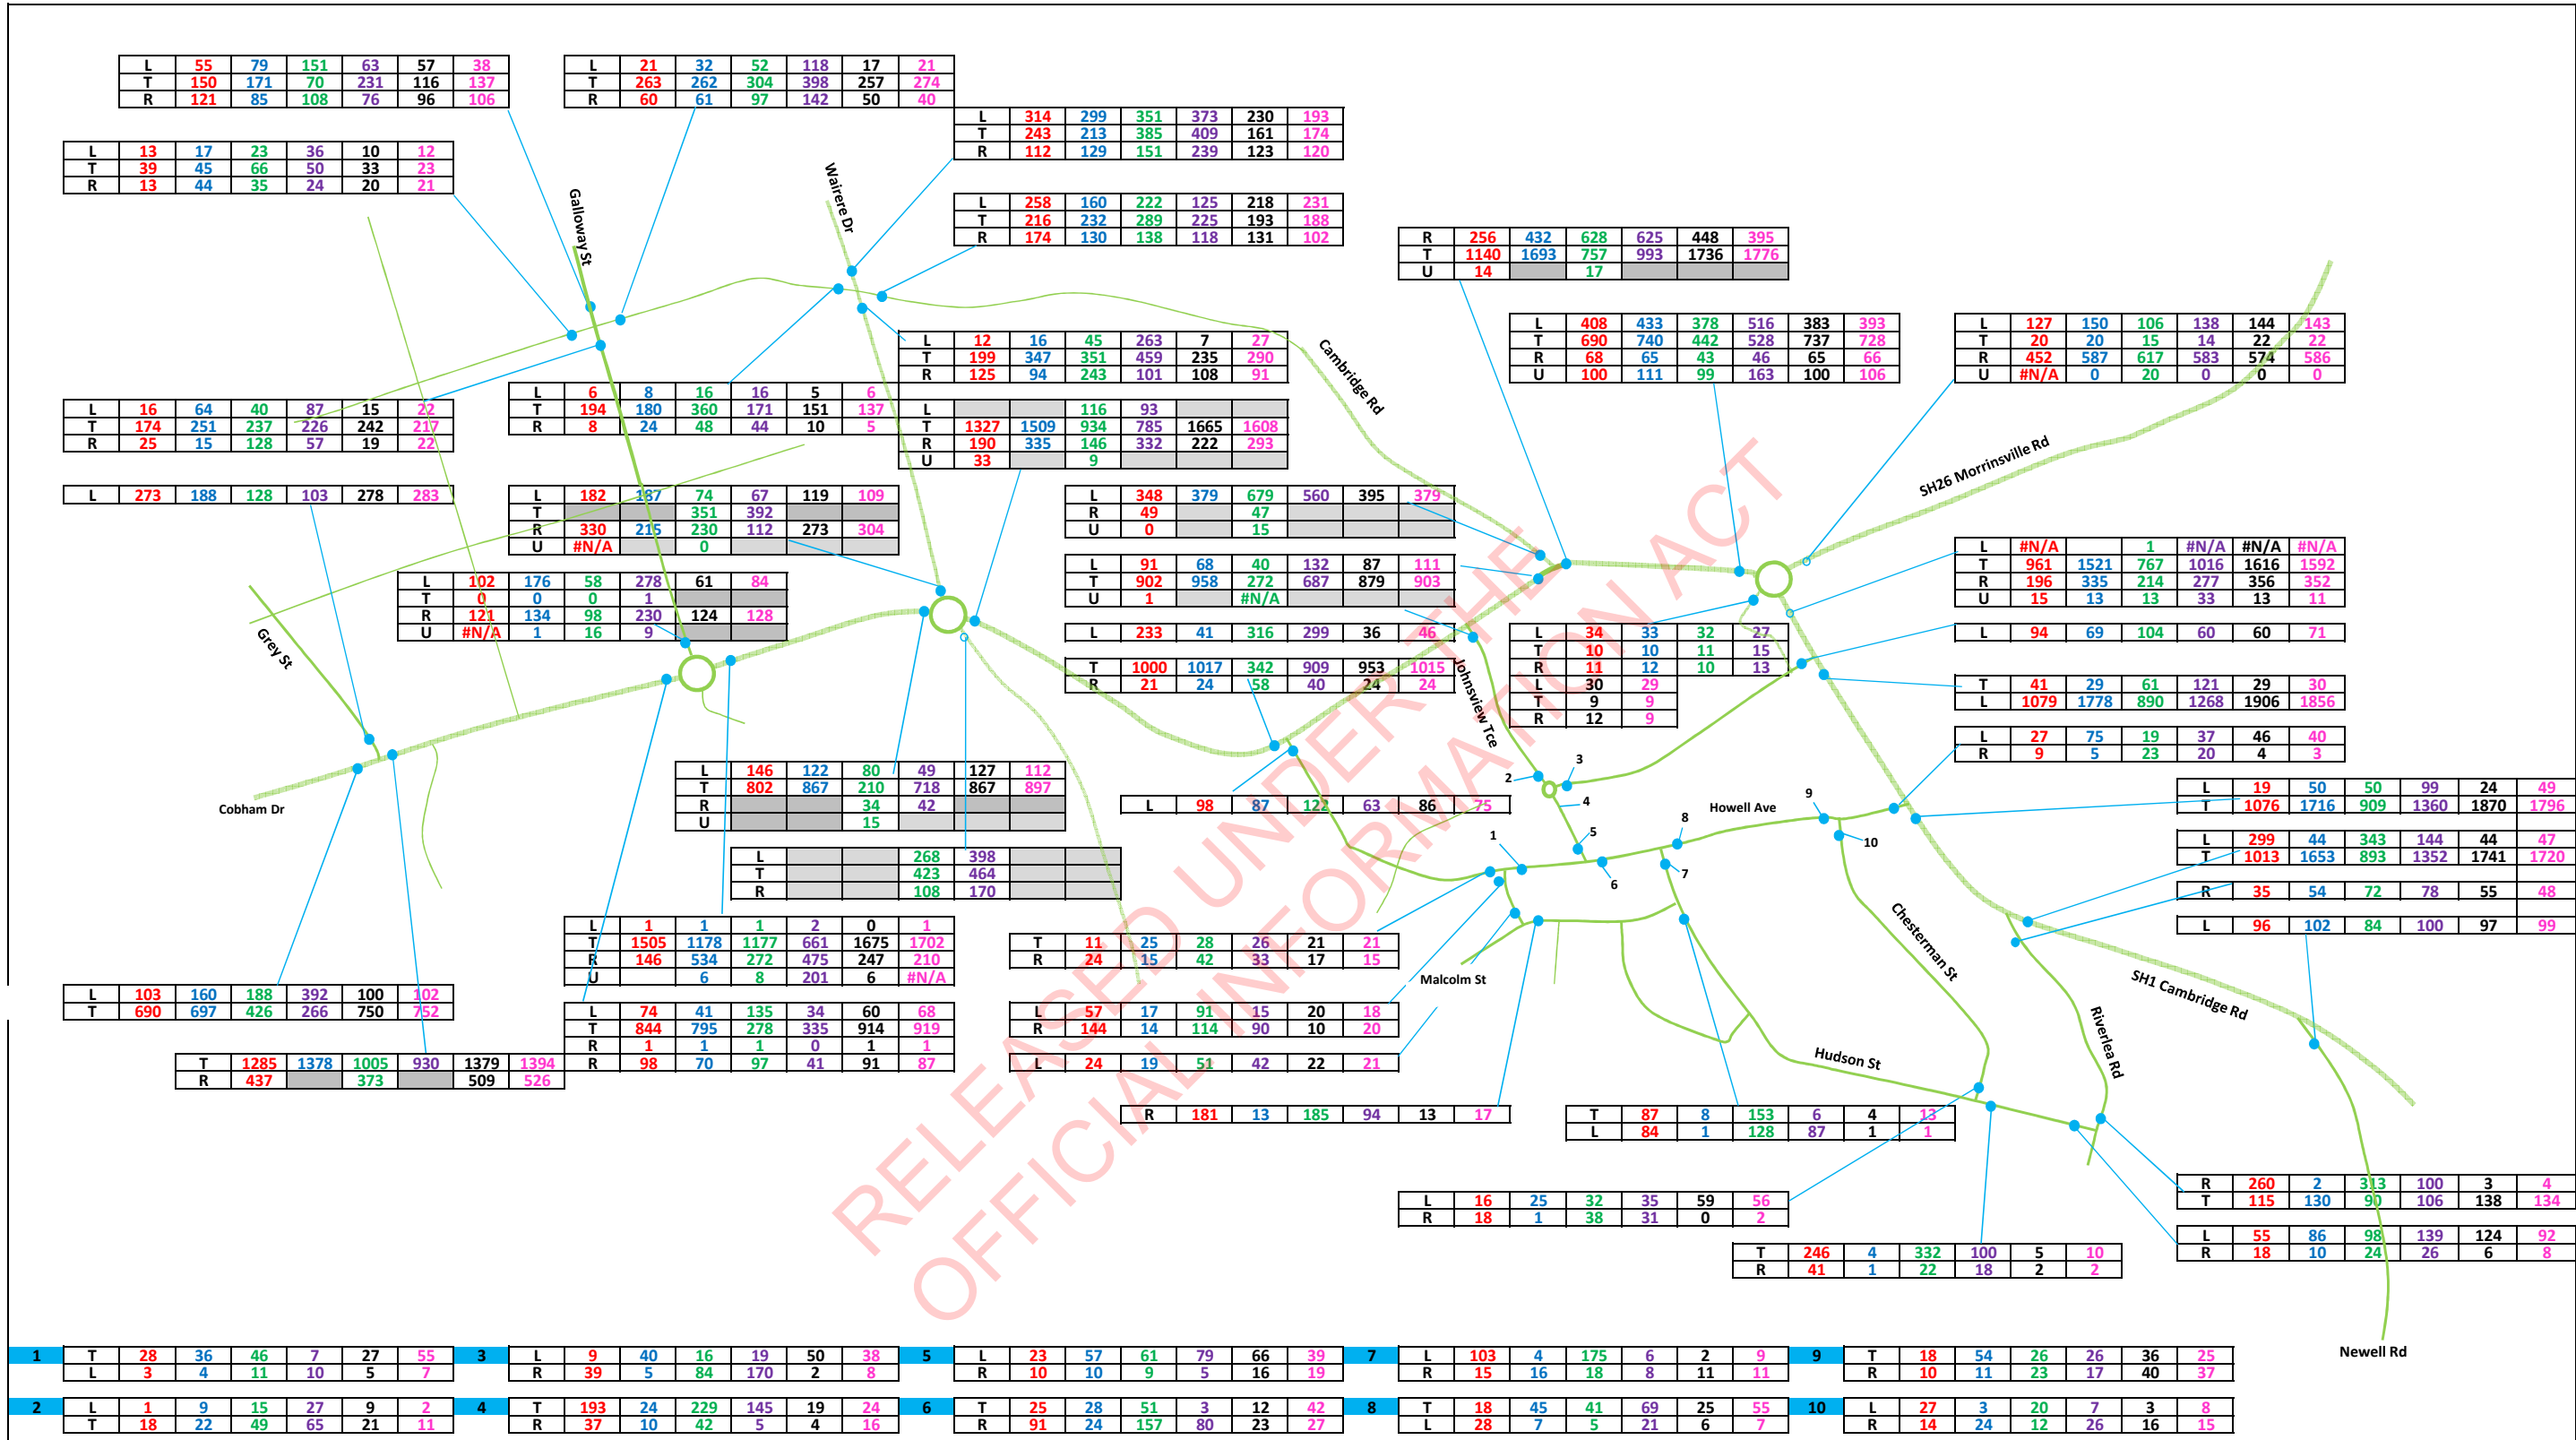 L 55 79 151 63 57 38
T 150 171 70 231 116 137
R 121 85 108 76 96 106
L 21 32 52 118 17 21
T 263 262 304 398 257 274
R 60 61 97 142 50 40
L 314 299 351 373 230 193
T 243 213 385 409 161 174
R 112 129 151 239 123 120
L 13 17 23 36 10 12
T 39 45 66 50 33 23
R 13 44 35 24 20 21
Galloway St
Wairere Dr
L 258 160 222 125 218 231
T 216 232 289 225 193 188
R 174 130 138 118 131 102
R 256 432 628 625 448 395
T 1140 1693 757 993 1736 1776
U 14 17
L 408 433 378 516 383 393
T 690 740 442 528 737 728
R 68 65 43 46 65 66
U 100 111 99 163 100 106
L 127 150 106 138 144 143
T 20 20 15 14 22 22
R 452 587 617 583 574 586
U #N/A 0 20 0 0 0
L 12 16 45 263 7 27
T 199 347 351 459 235 290
R 125 94 243 101 108 91
Cambridge Rd
L 6 8 16 16 5 6
T 194 180 360 171 151 137
R 8 24 48 44 10 5
L 16 64 40 87 15 22
T 174 251 237 226 242 217
R 25 15 128 57 19 22
L 116 93
T 1327 1509 934 785 1665 1608
R 190 335 146 332 222 293
U 33 9
SH26 Morrinsville Rd
L 273 188 128 103 278 283
L 182 187 74 67 119 109
T 351 392
R 330 215 230 112 273 304
U #N/A 0
L 348 379 679 560 395 379
R 49 47
U 0 15
L #N/A 1 #N/A #N/A #N/A
T 961 1521 767 1016 1616 1592
R 196 335 214 277 356 352
U 15 13 13 33 13 11
L 91 68 40 132 87 111
T 902 958 272 687 879 903
U 1 #N/A
L 102 176 58 278 61 84
T 0 0 0 1
R 121 134 98 230 124 128
U #N/A 1 16 9
Grey St
L 233 41 316 299 36 46
L 34 33 32 27
T 10 10 11 15
R 11 12 10 13
L 30 29
T 9 9
R 12 9
L 94 69 104 60 60 71
T 1000 1017 342 909 953 1015
R 21 24 58 40 24 24
Johnsview Tce
T 41 29 61 121 29 30
L 1079 1778 890 1268 1906 1856
L 27 75 19 37 46 40
R 9 5 23 20 4 3
L 146 122 80 49 127 112
T 802 867 210 718 867 897
R 34 42
U 15
Cobham Dr
L 98 87 122 63 86 75
2
3
4
5
1
6
7
8
9
10
Howell Ave
L 19 50 50 99 24 49
T 1076 1716 909 1360 1870 1796
L 299 44 343 144 44 47
T 1013 1653 893 1352 1741 1720
L 268 398
T 423 464
R 108 170
R 35 54 72 78 55 48
L 96 102 84 100 97 99
L 1 1 1 2 0 1
T 1505 1178 1177 661 1675 1702
R 146 534 272 475 247 210
U 6 8 201 6 #N/A
T 11 25 28 26 21 21
R 24 15 42 33 17 15
Malcolm St
Chesterman St
SH1 Cambridge Rd
Riverlea Rd
L 103 160 188 392 100 102
T 690 697 426 266 750 752
L 74 41 135 34 60 68
T 844 795 278 335 914 919
R 1 1 1 0 1 1
R 98 70 97 41 91 87
L 57 17 91 15 20 18
R 144 14 114 90 10 20
T 1285 1378 1005 930 1379 1394
R 437 373 509 526
L 24 19 51 42 22 21
Hudson St
R 181 13 185 94 13 17
T 87 8 153 6 4 13
L 84 1 128 87 1 1
R 260 2 313 100 3 4
T 115 130 90 106 138 134
L 16 25 32 35 59 56
R 18 1 38 31 0 2
L 55 86 98 139 124 92
R 18 10 24 26 6 8
T 246 4 332 100 5 10
R 41 1 22 18 2 2
Newell Rd
RELEASED UNDER THE
OFFICIAL INFORMATION ACT
1 T 28 36 46 7 27 55
L 3 4 11 10 5 7
3 L 9 40 16 19 50 38
R 39 5 84 170 2 8
5 L 23 57 61 79 66 39
R 10 10 9 5 16 19
7 L 103 4 175 6 2 9
R 15 16 18 8 11 11
9 T 18 54 26 26 36 25
R 10 11 23 17 40 37
2 L 1 9 15 27 9 2
T 18 22 49 65 21 11
4 T 193 24 229 145 19 24
R 37 10 42 5 4 16
6 T 25 28 51 3 12 42
R 91 24 157 80 23 27
8 T 18 45 41 69 25 55
L 28 7 5 21 6 7
10 L 27 3 20 7 3 8
R 14 24 12 26 16 15